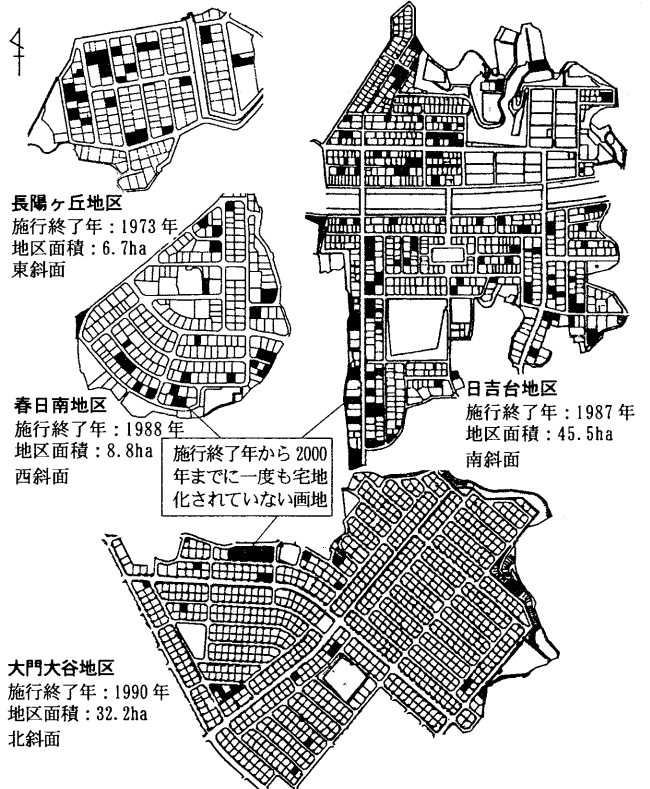 長陽ヶ丘地区
施行終了年:1973年
地区面積:6.7ha
東斜面
春日南地区
施行終了年:1988年
地区面積:8.8ha
西斜面
日吉台地区
施行終了年:1987年
地区面積:45.5ha
南斜面
施行終了年から2000
年までに一度も宅地
化されていない画地
大門大谷地区
施行終了年:1990年
地区面積:32.2ha
北斜面